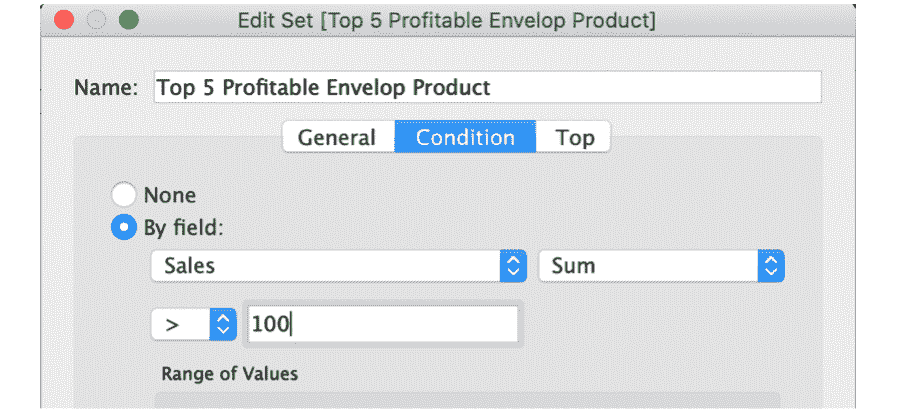 Edit Set [Top 5 Profitable Envelop Product]
Name: Top 5 Profitable Envelop Product
General Condition Top
None
By field:
Sales Sum
> 100
Range of Values